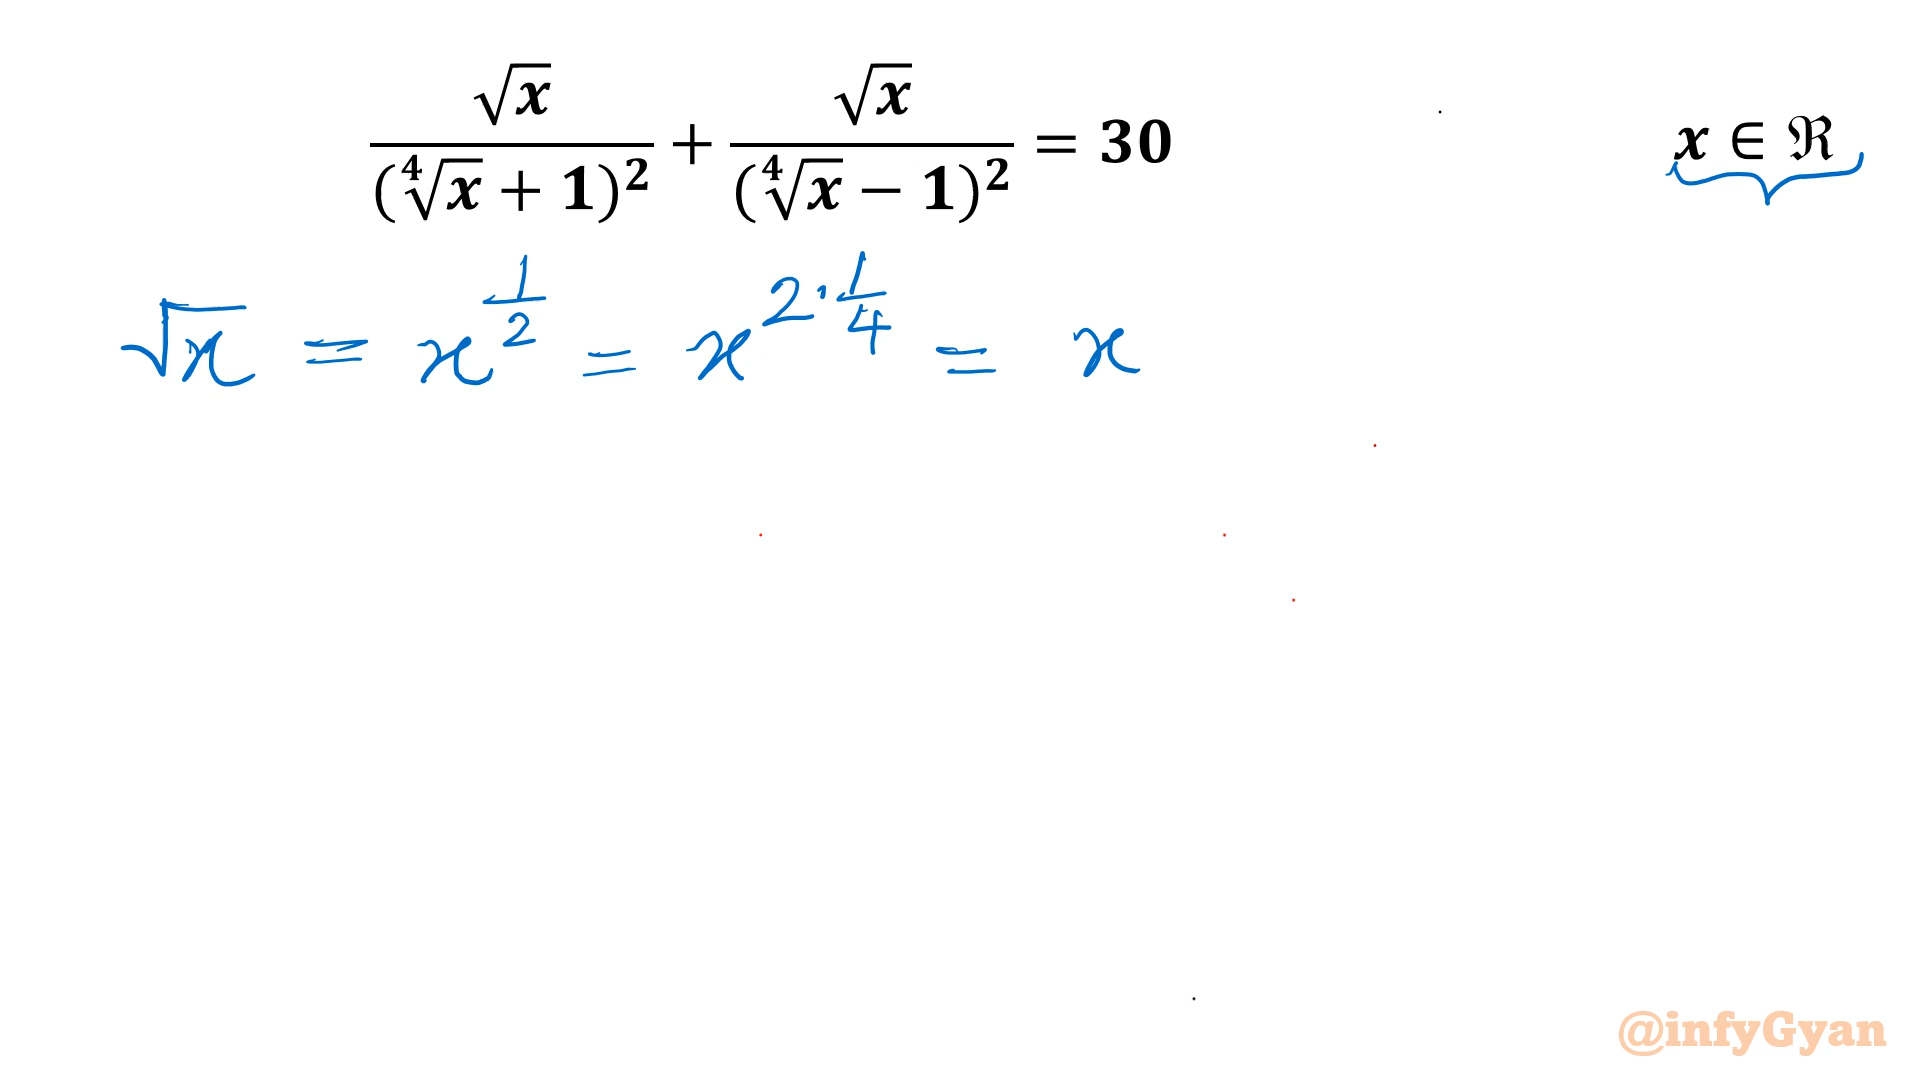 √x/(∜x + 1)² + √x/(∜x − 1)² = 30
x ∈ ℜ
√x = x^(1/2) = x^(2·1/4) = x
@infyGyan